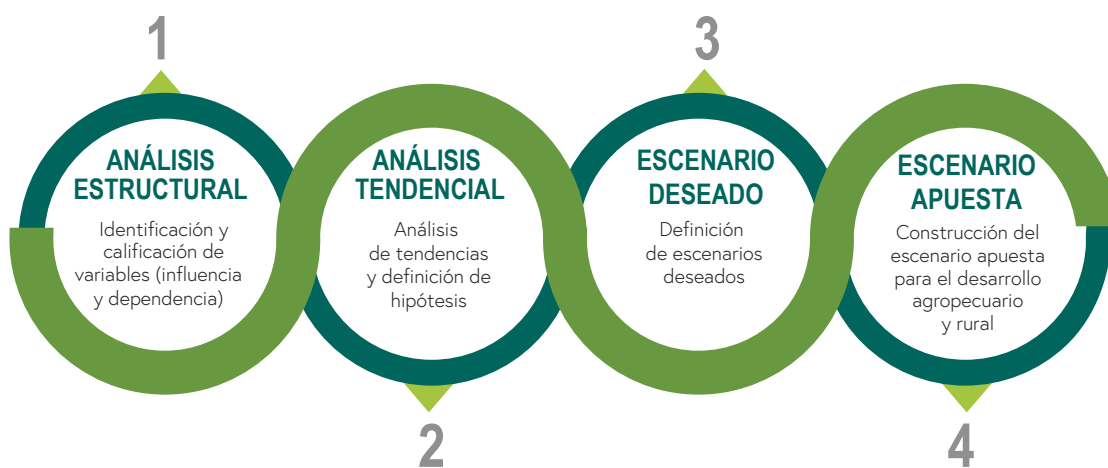 1
ANÁLISIS
ESTRUCTURAL
Identificación y
calificación de
variables (influencia
y dependencia)
ANÁLISIS
TENDENCIAL
Análisis
de tendencias
y definición de
hipótesis
2
3
ESCENARIO
DESEADO
Definición
de escenarios
deseados
ESCENARIO
APUESTA
Construcción del
escenario apuesta
para el desarrollo
agropecuario
y rural
4